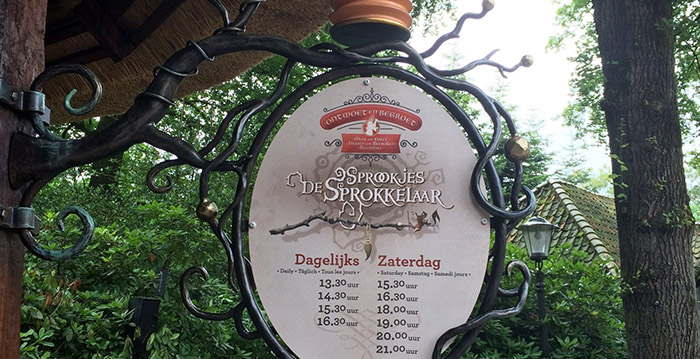 ONTMOET EN BEGROET
SPROOKJES
DE SPROKKELAAR
Dagelijks
• Daily • Täglich • Tous les jours •
13.30 uur
14.30 uur
15.30 uur
16.30 uur
Zaterdag
• Saturday • Samstag • Samedi jours •
15.30 uur
16.30 uur
18.00 uur
19.00 uur
20.00 uur
21.00 uur